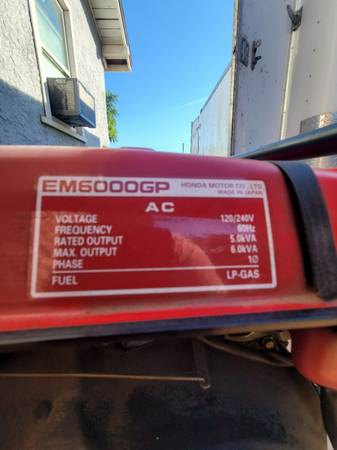 EM6000GP HONDA MOTOR CO., LTD.
MADE IN JAPAN
AC
VOLTAGE 120/240V
FREQUENCY 60Hz
RATED OUTPUT 5.0kVA
MAX. OUTPUT 6.0kVA
PHASE 1Ø
FUEL LP-GAS